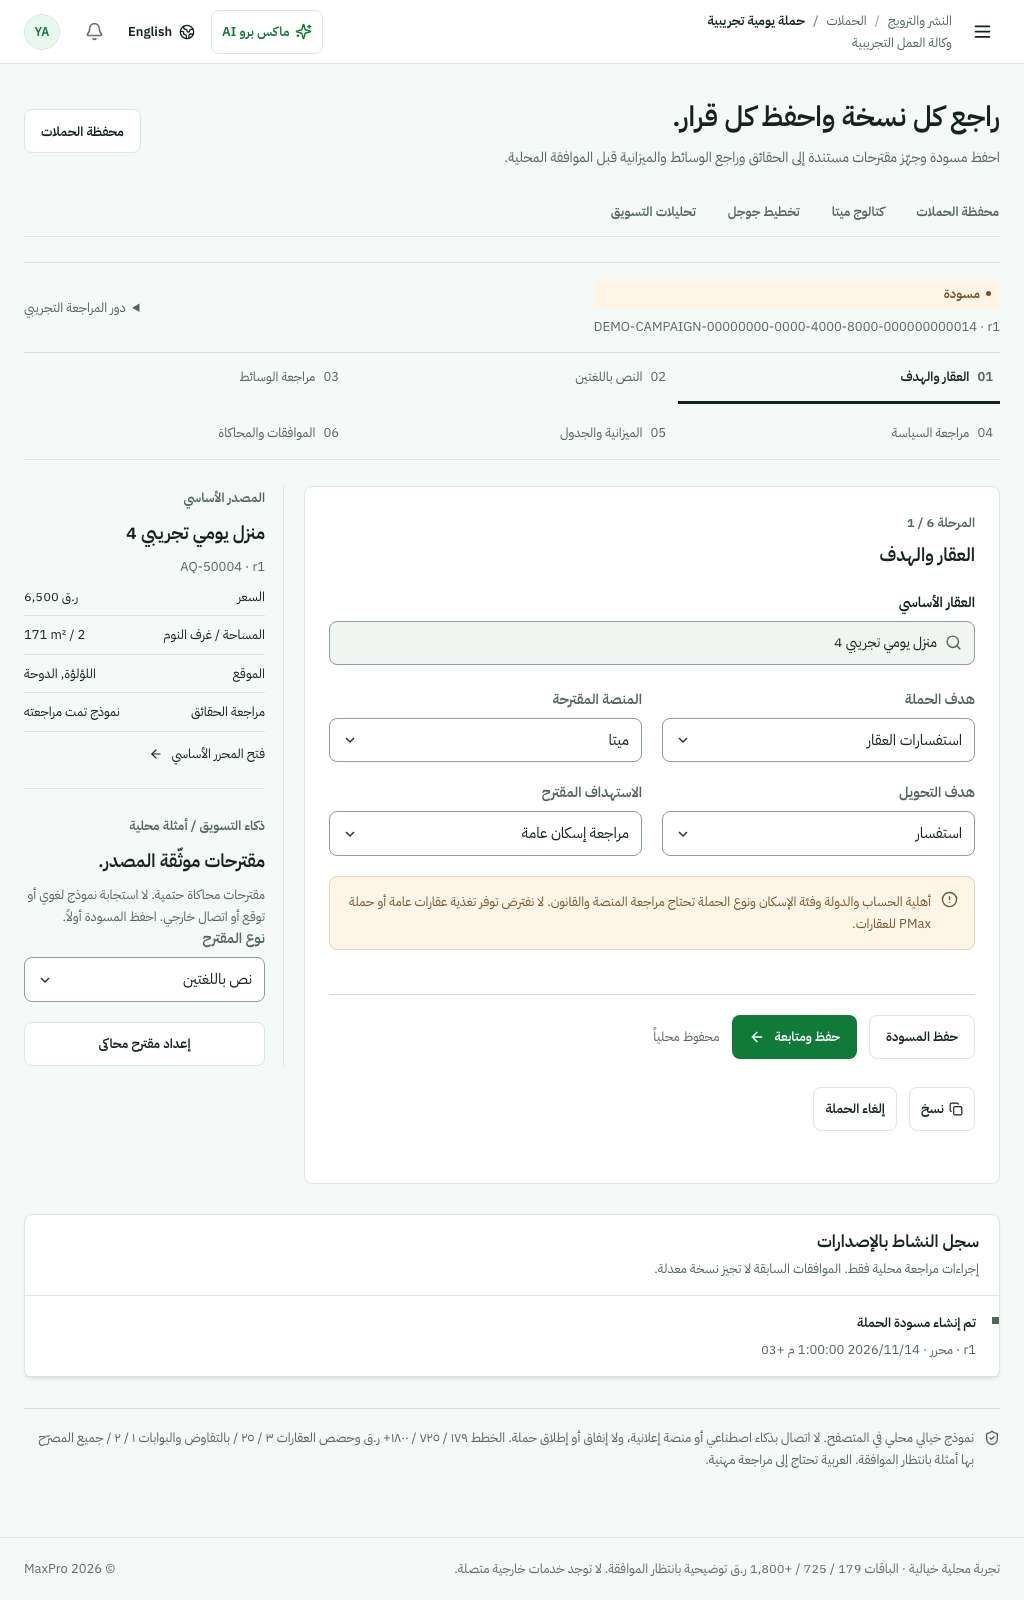 النشر والترويج / الحملات / حملة يومية تجريبية
وكالة العمل التجريبية
ماكس برو AI
English
YA
راجع كل نسخة واحفظ كل قرار.
احفظ مسودة وجهّز مقترحات مستندة إلى الحقائق وراجع الوسائط والميزانية قبل الموافقة المحلية.
محفظة الحملات
محفظة الحملات
كتالوج ميتا
تخطيط جوجل
تحليلات التسويق
مسودة
DEMO-CAMPAIGN-00000000-0000-4000-8000-000000000014 · r1
دور المراجعة التجريبي
01 العقار والهدف
02 النص باللغتين
03 مراجعة الوسائط
04 مراجعة السياسة
05 الميزانية والجدول
06 الموافقات والمحاكاة
المرحلة 6 / 1
العقار والهدف
العقار الأساسي
منزل يومي تجريبي 4
هدف الحملة
المنصة المقترحة
استفسارات العقار
ميتا
هدف التحويل
الاستهداف المقترح
استفسار
مراجعة إسكان عامة
أهلية الحساب والدولة وفئة الإسكان ونوع الحملة تحتاج مراجعة المنصة والقانون. لا نفترض توفر تغذية عقارات عامة أو حملة
PMax للعقارات.
حفظ المسودة
حفظ ومتابعة
محفوظ محلياً
نسخ
إلغاء الحملة
المصدر الأساسي
منزل يومي تجريبي 4
AQ-50004 · r1
السعر
ر.ق 6,500
المساحة / غرف النوم
171 m² / 2
الموقع
اللؤلؤة, الدوحة
مراجعة الحقائق
نموذج تمت مراجعته
فتح المحرر الأساسي
ذكاء التسويق / أمثلة محلية
مقترحات موثّقة المصدر.
مقترحات محاكاة حتمية. لا استجابة نموذج لغوي أو
توقع أو اتصال خارجي. احفظ المسودة أولاً.
نوع المقترح
نص باللغتين
إعداد مقترح محاكى
سجل النشاط بالإصدارات
إجراءات مراجعة محلية فقط. الموافقات السابقة لا تجيز نسخة معدلة.
تم إنشاء مسودة الحملة
r1 · محرر · 2026/11/14 1:00:00 م +03
نموذج خيالي محلي في المتصفح. لا اتصال بذكاء اصطناعي أو منصة إعلانية، ولا إنفاق أو إطلاق حملة. الخطط ١٧٩ / ٧٢٥ / ١٨٠٠+ ر.ق وحصص العقارات ٣ / ٢٥ / بالتفاوض والبوابات ١ / ٢ / جميع المصرّح
بها أمثلة بانتظار الموافقة. العربية تحتاج إلى مراجعة مهنية.
تجربة محلية خيالية · الباقات 179 / 725 / +1,800 ر.ق توضيحية بانتظار الموافقة. لا توجد خدمات خارجية متصلة.
© 2026 MaxPro